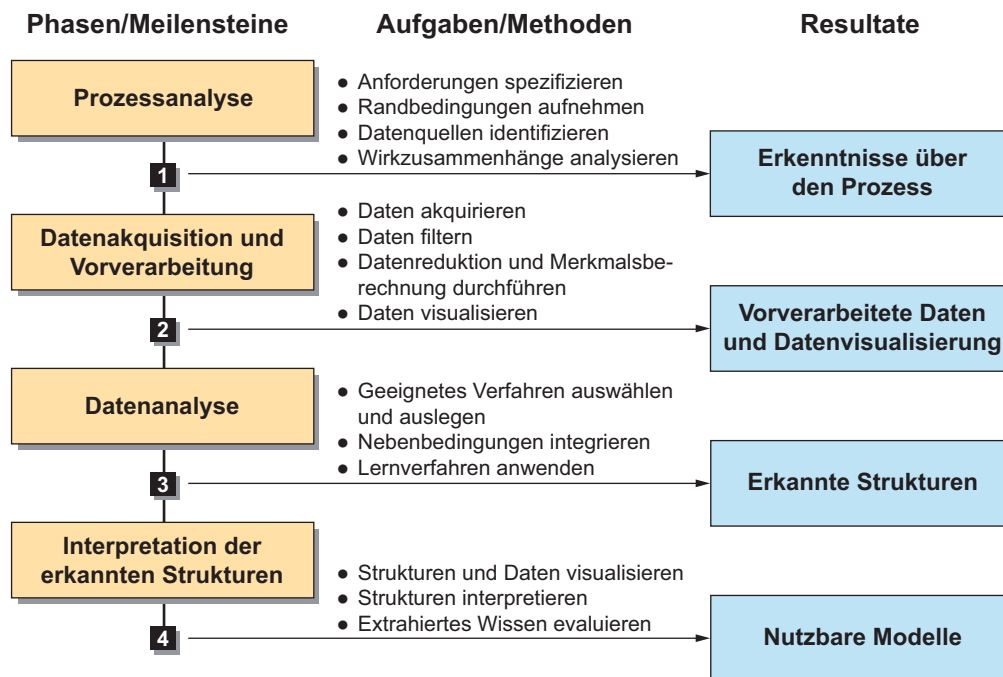 Phasen/Meilensteine
Aufgaben/Methoden
Resultate
Prozessanalyse
● Anforderungen spezifizieren
● Randbedingungen aufnehmen
● Datenquellen identifizieren
● Wirkzusammenhänge analysieren
1
Erkenntnisse über
den Prozess
Datenakquisition und
Vorverarbeitung
● Daten akquirieren
● Daten filtern
● Datenreduktion und Merkmalsbe-
rechnung durchführen
● Daten visualisieren
2
Vorverarbeitete Daten
und Datenvisualisierung
Datenanalyse
● Geeignetes Verfahren auswählen
und auslegen
● Nebenbedingungen integrieren
● Lernverfahren anwenden
3
Erkannte Strukturen
Interpretation der
erkannten Strukturen
● Strukturen und Daten visualisieren
● Strukturen interpretieren
● Extrahiertes Wissen evaluieren
4
Nutzbare Modelle